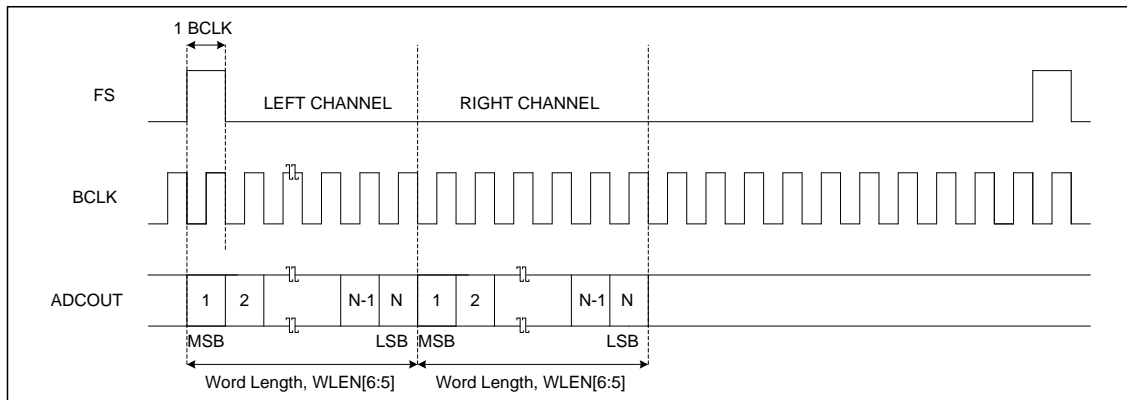 1 BCLK
FS
LEFT CHANNEL RIGHT CHANNEL
BCLK
ADCOUT
1 2 N-1 N 1 2 N-1 N
MSB LSB MSB LSB
Word Length, WLEN[6:5] Word Length, WLEN[6:5]